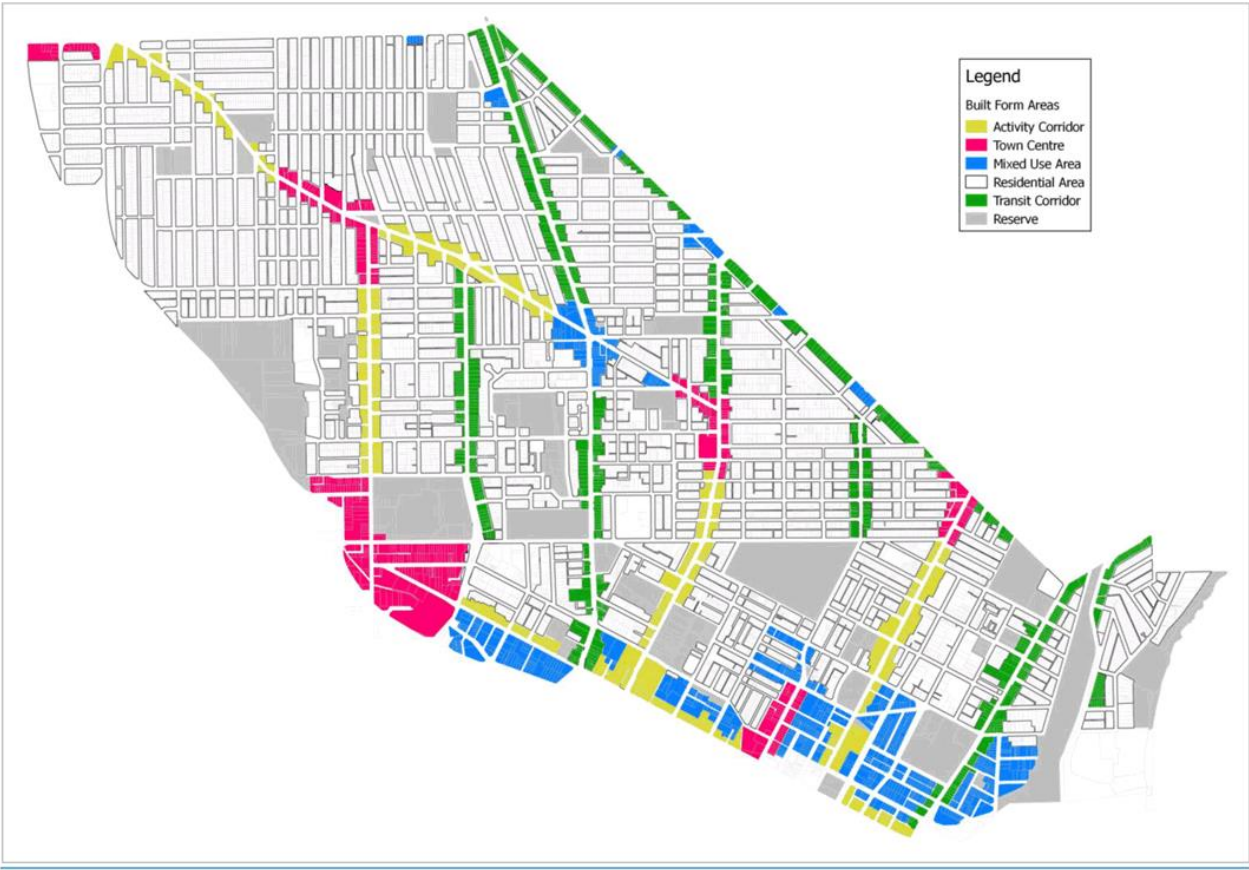 Legend
Built Form Areas
Activity Corridor
Town Centre
Mixed Use Area
Residential Area
Transit Corridor
Reserve